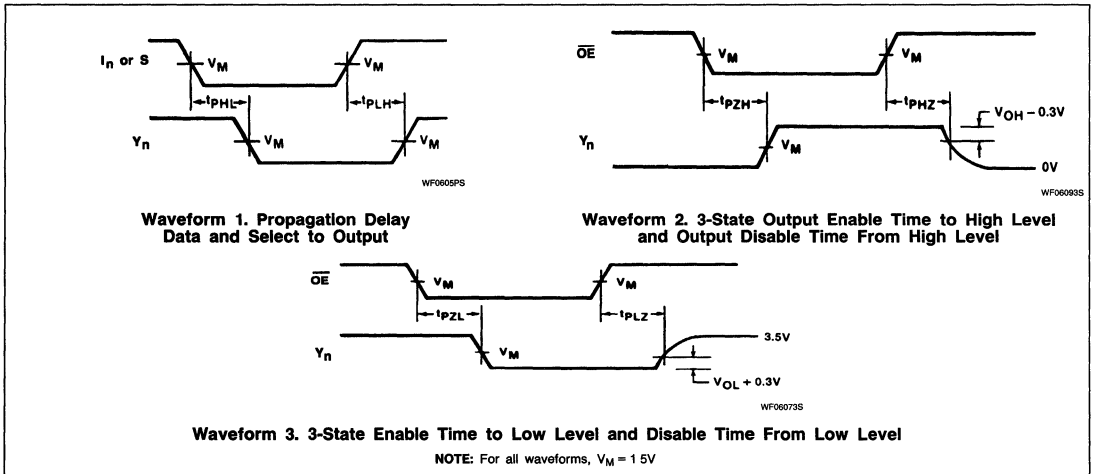 In or S
VM
VM
tPHL
tPLH
Yn
VM
VM
WF0605PS
Waveform 1. Propagation Delay
Data and Select to Output
OE
VM
VM
tPZH
tPHZ
VOH – 0.3V
Yn
VM
0V
WF06093S
Waveform 2. 3-State Output Enable Time to High Level
and Output Disable Time From High Level
OE
VM
VM
tPZL
tPLZ
3.5V
Yn
VM
VOL + 0.3V
WF06073S
Waveform 3. 3-State Enable Time to Low Level and Disable Time From Low Level
NOTE: For all waveforms, VM = 1 5V